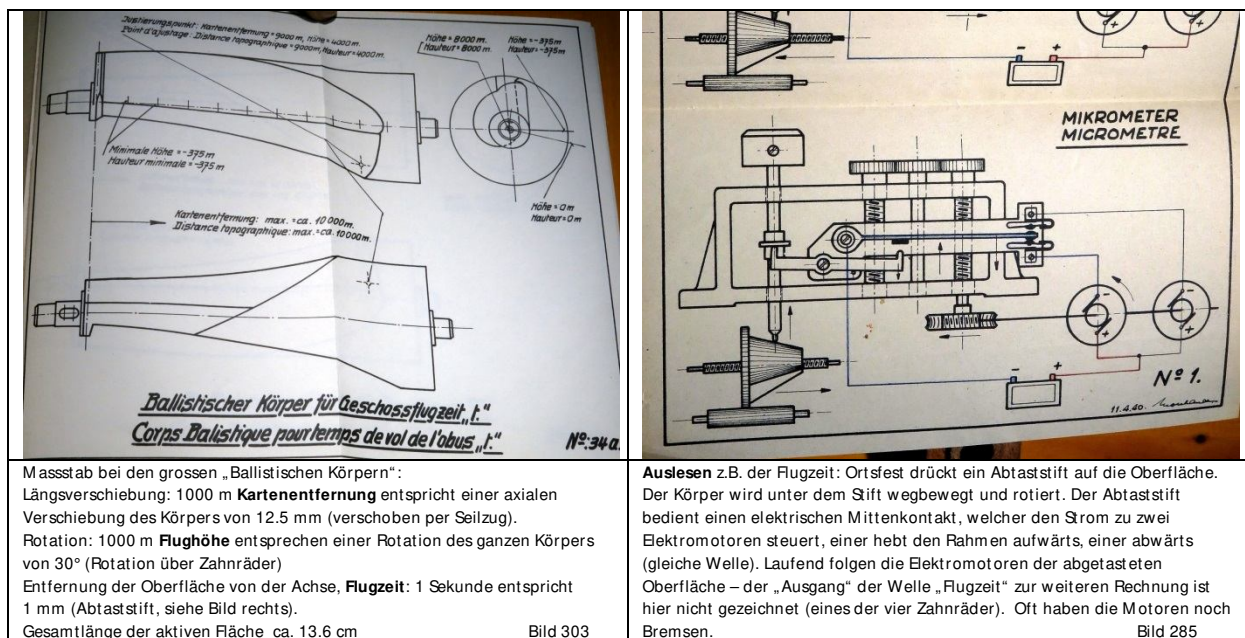 Justierungspunkt: Kartenentfernung = 9000m, Höhe = 4000m.
Point d'ajustage: Distance topographique = 9000m, Hauteur = 4000m.
Höhe = 8000 m.
Hauteur = 8000 m.
Höhe = -375 m
Hauteur = -375 m
Minimale Höhe = -375 m
Hauteur minimale = -375 m
Höhe = 0 m
Hauteur = 0 m
Kartenentfernung: max. = ca. 10 000 m.
Distance topographique: max. = ca. 10 000 m.
Ballistischer Körper für Geschossflugzeit „t."
Corps Balistique pour temps de vol de l'obus „t."
Nº: 34 a.
- +
MIKROMETER
MICROMETRE
- +
- +
- +
Nº 1.
11.4.40.
Massstab bei den grossen „Ballistischen Körpern“:
Längsverschiebung: 1000 m Kartenentfernung entspricht einer axialen
Verschiebung des Körpers von 12.5 mm (verschoben per Seilzug).
Rotation: 1000 m Flughöhe entsprechen einer Rotation des ganzen Körpers
von 30° (Rotation über Zahnräder)
Entfernung der Oberfläche von der Achse, Flugzeit: 1 Sekunde entspricht
1 mm (Abtaststift, siehe Bild rechts).
Gesamtlänge der aktiven Fläche ca. 13.6 cm Bild 303
Auslesen z.B. der Flugzeit: Ortsfest drückt ein Abtaststift auf die Oberfläche.
Der Körper wird unter dem Stift wegbewegt und rotiert. Der Abtaststift
bedient einen elektrischen Mittenkontakt, welcher den Strom zu zwei
Elektromotoren steuert, einer hebt den Rahmen aufwärts, einer abwärts
(gleiche Welle). Laufend folgen die Elektromotoren der abgetasteten
Oberfläche – der „Ausgang“ der Welle „Flugzeit“ zur weiteren Rechnung ist
hier nicht gezeichnet (eines der vier Zahnräder). Oft haben die Motoren noch
Bremsen. Bild 285